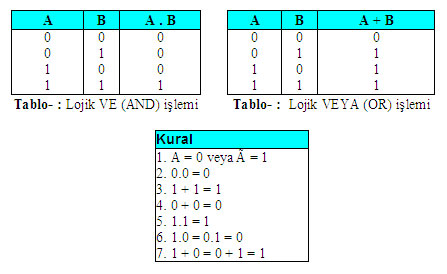 A B A . B
0 0 0
0 1 0
1 0 0
1 1 1
Tablo- : Lojik VE (AND) işlemi
A B A + B
0 0 0
0 1 1
1 0 1
1 1 1
Tablo- : Lojik VEYA (OR) işlemi
Kural
1. A = 0 veya Ã = 1
2. 0.0 = 0
3. 1 + 1 = 1
4. 0 + 0 = 0
5. 1.1 = 1
6. 1.0 = 0.1 = 0
7. 1 + 0 = 0 + 1 = 1